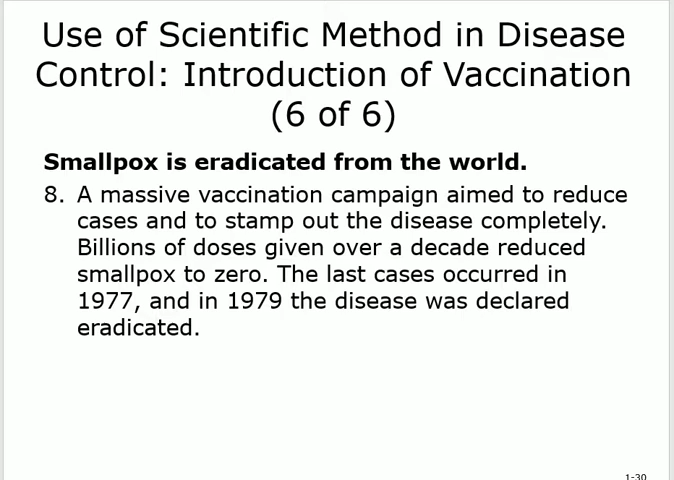 Use of Scientific Method in Disease
Control: Introduction of Vaccination
(6 of 6)
Smallpox is eradicated from the world.
8. A massive vaccination campaign aimed to reduce
cases and to stamp out the disease completely.
Billions of doses given over a decade reduced
smallpox to zero. The last cases occurred in
1977, and in 1979 the disease was declared
eradicated.
1-30